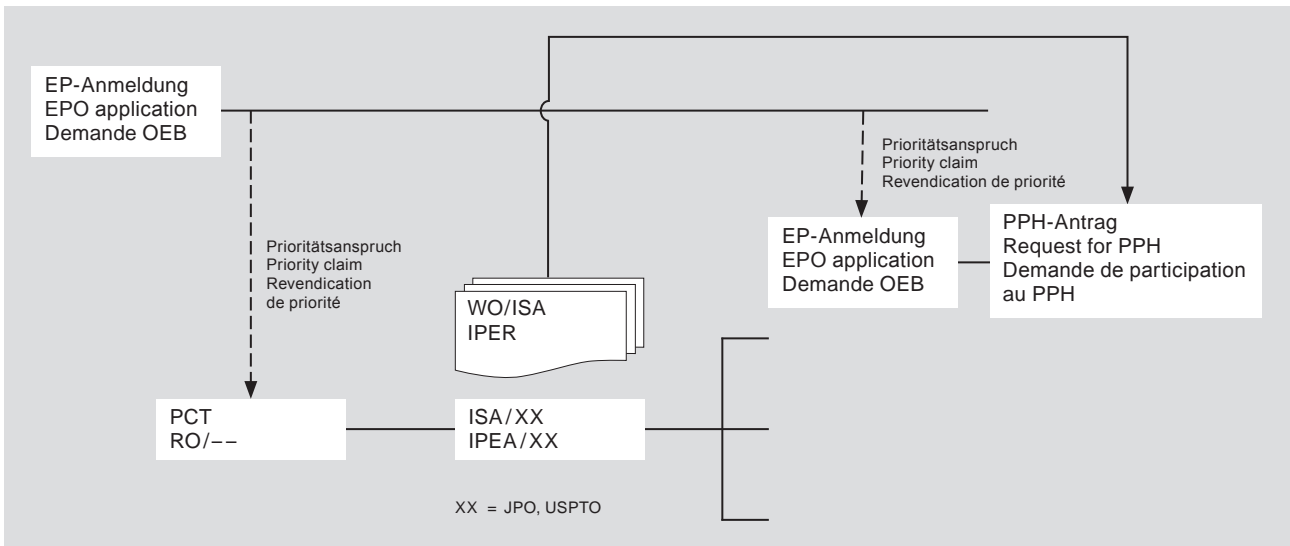 EP-Anmeldung
EPO application
Demande OEB
Prioritätsanspruch
Priority claim
Revendication de priorité
EP-Anmeldung
EPO application
Demande OEB
PPH-Antrag
Request for PPH
Demande de participation
au PPH
Prioritätsanspruch
Priority claim
Revendication
de priorité
WO/ISA
IPER
PCT
RO/––
ISA/XX
IPEA/XX
XX = JPO, USPTO